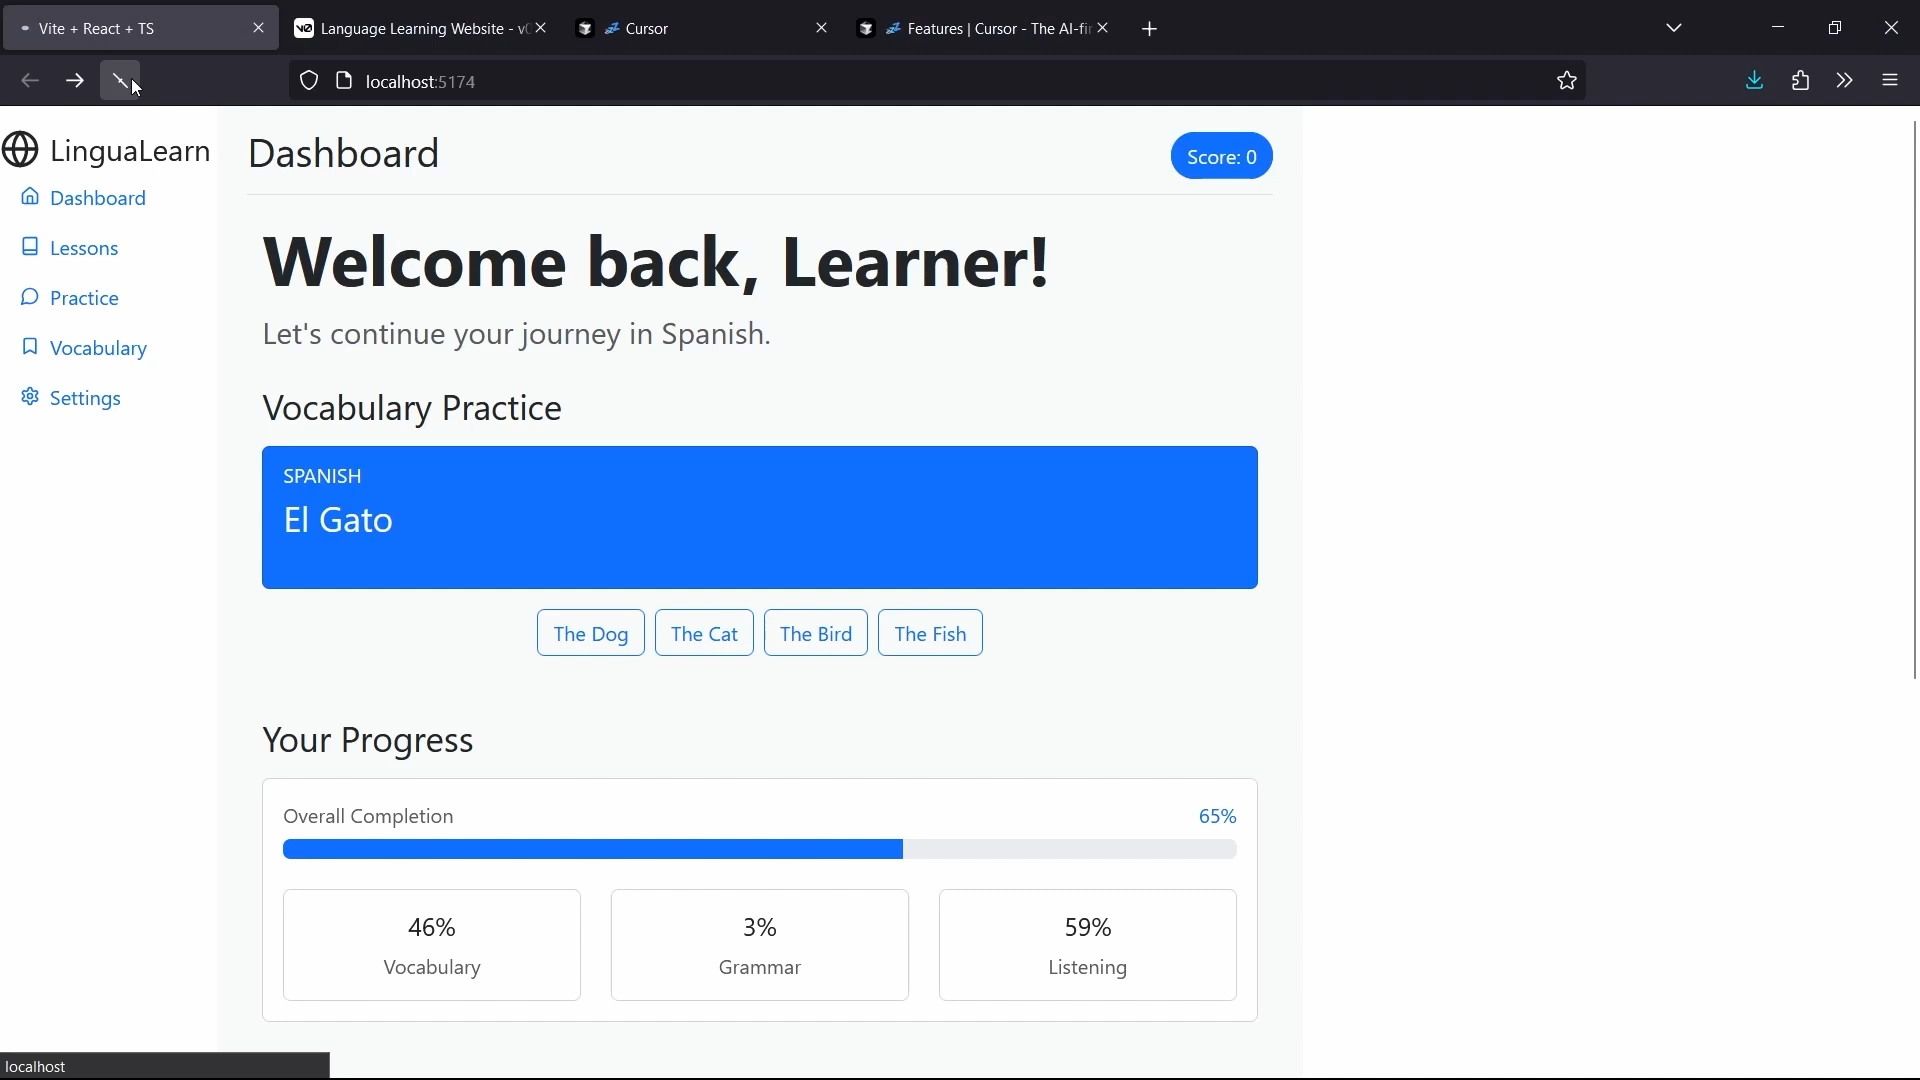 Vite + React + TS
Language Learning Website - v0
Cursor
Features | Cursor - The AI-fir
localhost:5174
LinguaLearn
Dashboard
Lessons
Practice
Vocabulary
Settings
Dashboard
Score: 0
Welcome back, Learner!
Let's continue your journey in Spanish.
Vocabulary Practice
SPANISH
El Gato
The Dog
The Cat
The Bird
The Fish
Your Progress
Overall Completion
65%
46%
Vocabulary
3%
Grammar
59%
Listening
localhost